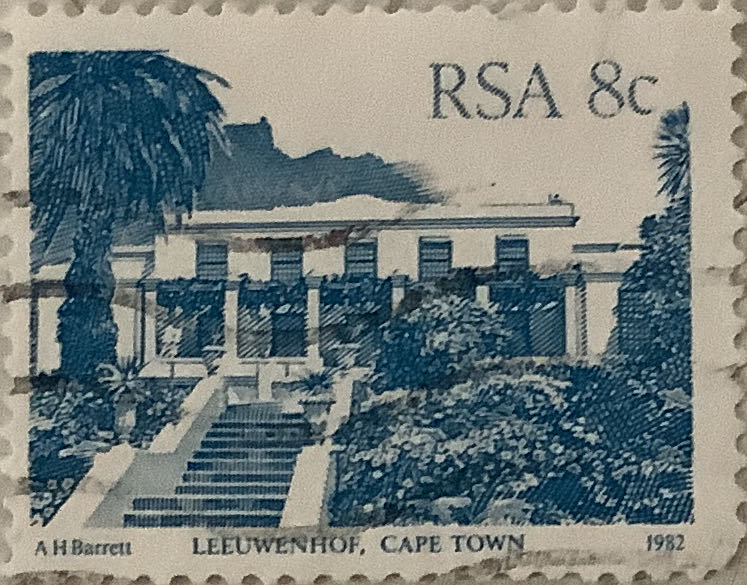 RSA 8c
A H Barrett LEEUWENHOF, CAPE TOWN 1982